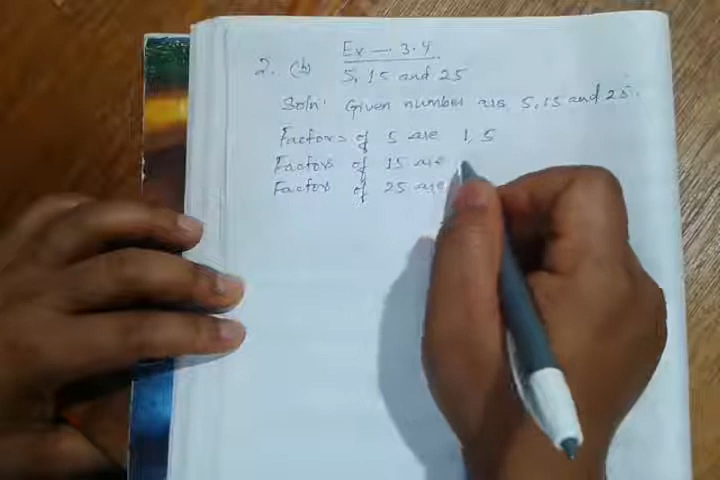 Ex - 3.4
2. (b) 5, 15 and 25
Soln: Given number are 5, 15 and 25.
Factors of 5 are 1, 5
Factors of 15 are
Factors of 25 are